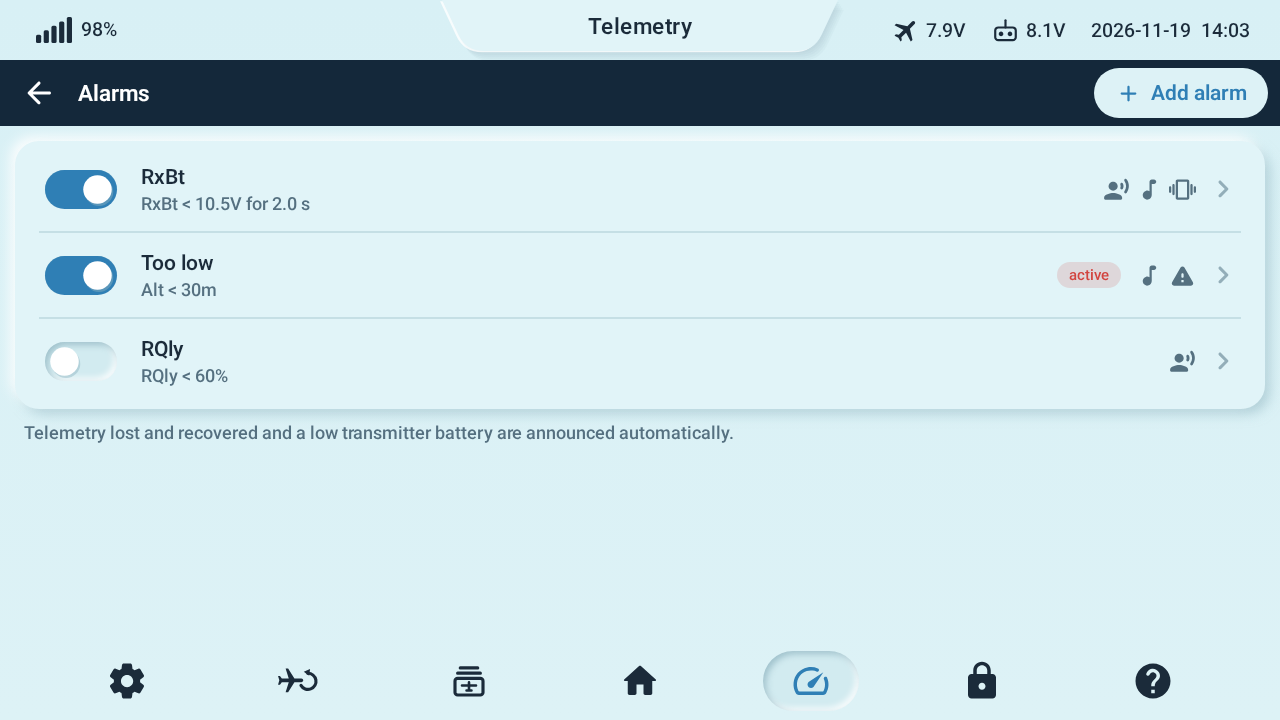 98%
Telemetry
7.9V
8.1V
2026-11-19 14:03
Alarms
+ Add alarm
RxBt
RxBt < 10.5V for 2.0 s
Too low
Alt < 30m
active
RQly
RQly < 60%
Telemetry lost and recovered and a low transmitter battery are announced automatically.